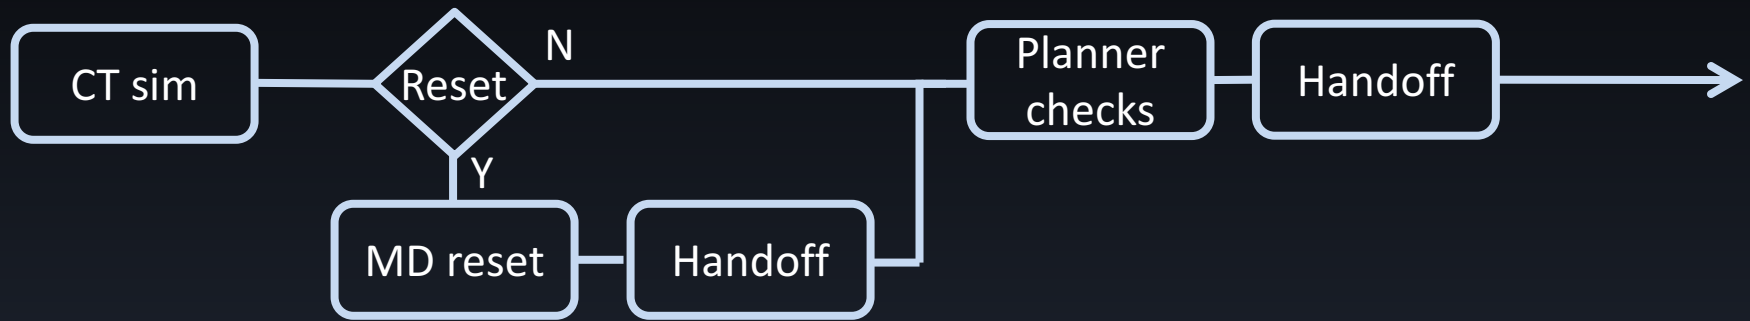 CT sim
Reset
N
Planner
checks
Handoff
Y
MD reset
Handoff